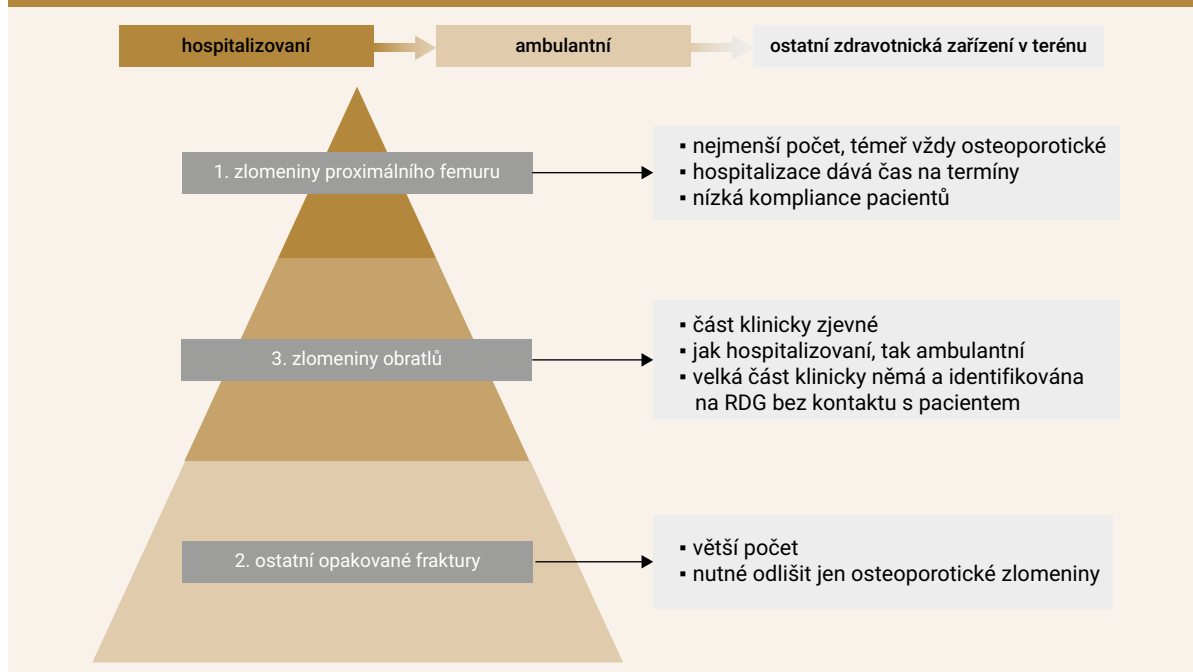 hospitalizovaní
ambulantní
ostatní zdravotnická zařízení v terénu
1. zlomeniny proximálního femuru
▪ nejmenší počet, témeř vždy osteoporotické
▪ hospitalizace dává čas na termíny
▪ nízká kompliance pacientů
3. zlomeniny obratlů
▪ část klinicky zjevné
▪ jak hospitalizovaní, tak ambulantní
▪ velká část klinicky němá a identifikována
na RDG bez kontaktu s pacientem
2. ostatní opakované fraktury
▪ větší počet
▪ nutné odlišit jen osteoporotické zlomeniny